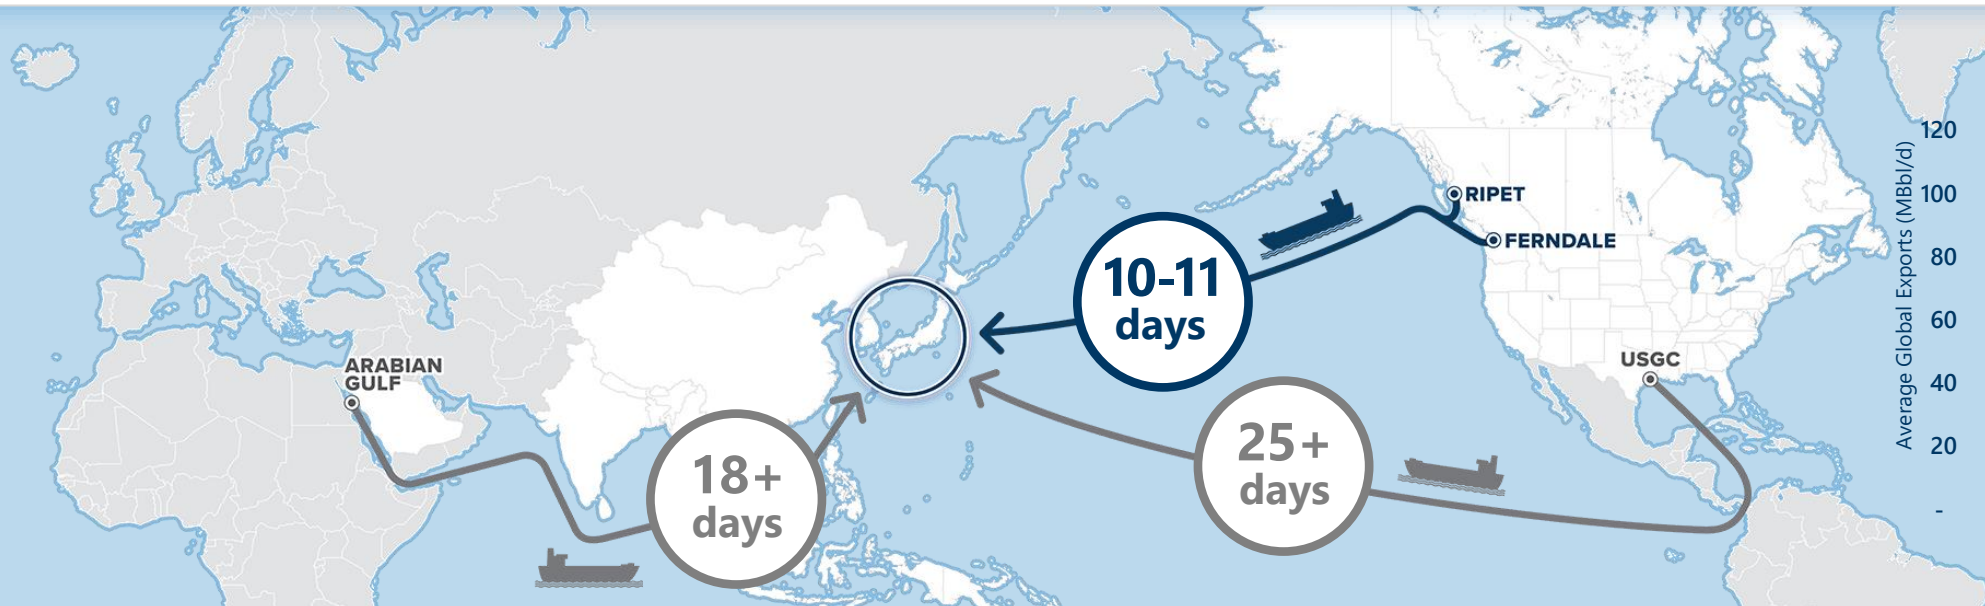 RIPET
FERNDALE
10-11
days
USGC
ARABIAN
GULF
25+
days
18+
days
Average Global Exports (MBbl/d)
120
100
80
60
40
20
-